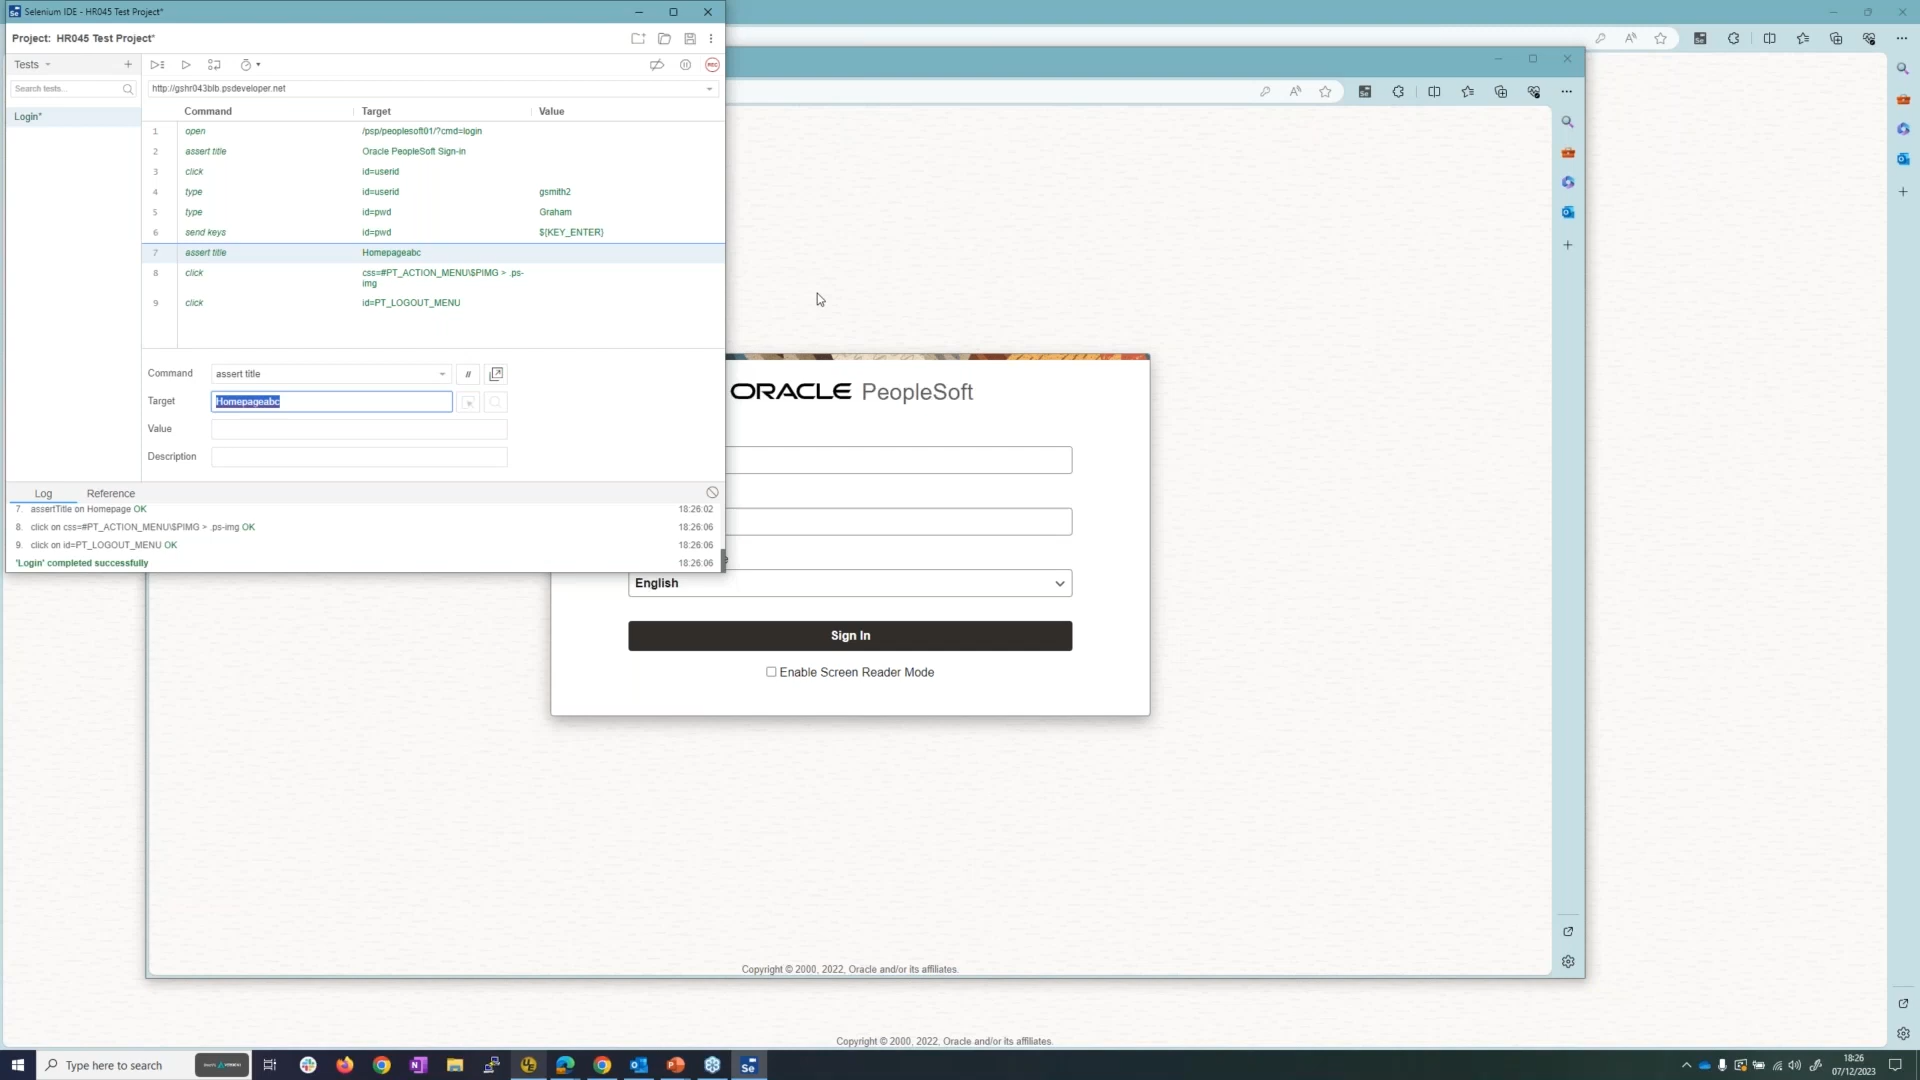 Selenium IDE - HR045 Test Project*
Project: HR045 Test Project*
Tests
Search tests...
Login*
http://gshr043blb.psdeveloper.net
Command Target Value
1 open /psp/peoplesoft01/?cmd=login
2 assert title Oracle PeopleSoft Sign-in
3 click id=userid
4 type id=userid gsmith2
5 type id=pwd Graham
6 send keys id=pwd ${KEY_ENTER}
7 assert title Homepageabc
8 click css=#PT_ACTION_MENU\$PIMG > .ps-
img
9 click id=PT_LOGOUT_MENU
Command assert title //
Target Homepageabc
Value
Description
Log Reference
7. assertTitle on Homepage OK 18:26:02
8. click on css=#PT_ACTION_MENU\$PIMG > .ps-img OK 18:26:06
9. click on id=PT_LOGOUT_MENU OK 18:26:06
'Login' completed successfully 18:26:06
REC
ORACLE PeopleSoft
English
Sign In
Enable Screen Reader Mode
Copyright © 2000, 2022, Oracle and/or its affiliates.
Copyright © 2000, 2022, Oracle and/or its affiliates.
Type here to search
Se
18:26
07/12/2023